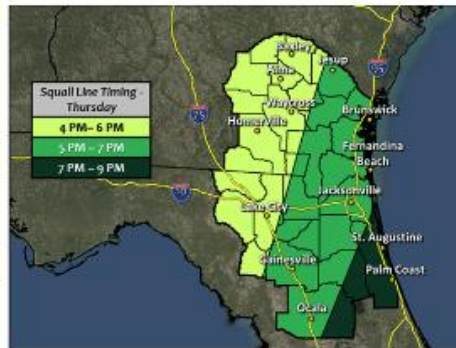 Squall Line Timing -
Thursday
4 PM– 6 PM
5 PM – 7 PM
7 PM – 9 PM
Baxley
Jesup
Alma
95
75
Waycross
Brunswick
Homerville
Fernandina
Beach
10
Jacksonville
Lake City
St. Augustine
Gainesville
Palm Coast
Ocala